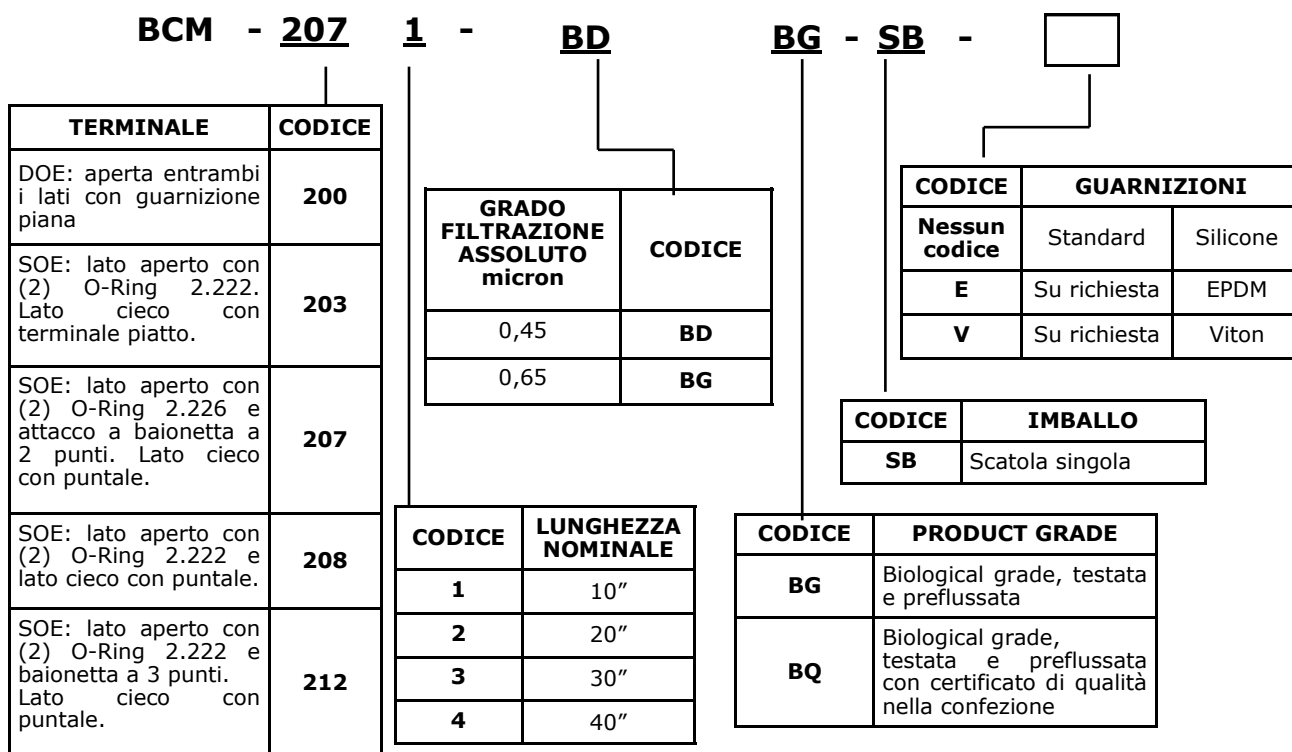 BCM - 207 1 - BD BG - SB -
TERMINALE CODICE
DOE: aperta entrambi
i lati con guarnizione
piana
200
SOE: lato aperto con
(2) O-Ring 2.222.
Lato cieco con
terminale piatto.
203
SOE: lato aperto con
(2) O-Ring 2.226 e
attacco a baionetta a
2 punti. Lato cieco
con puntale.
207
SOE: lato aperto con
(2) O-Ring 2.222 e
lato cieco con puntale.
208
SOE: lato aperto con
(2) O-Ring 2.222 e
baionetta a 3 punti.
Lato cieco con
puntale.
212
GRADO
FILTRAZIONE
ASSOLUTO
micron
CODICE
0,45 BD
0,65 BG
CODICE GUARNIZIONI
Nessun
codice
Standard Silicone
E Su richiesta EPDM
V Su richiesta Viton
CODICE IMBALLO
SB Scatola singola
CODICE LUNGHEZZA
NOMINALE
1 10″
2 20″
3 30″
4 40″
CODICE PRODUCT GRADE
BG Biological grade, testata
e preflussata
BQ
Biological grade,
testata e preflussata
con certificato di qualità
nella confezione